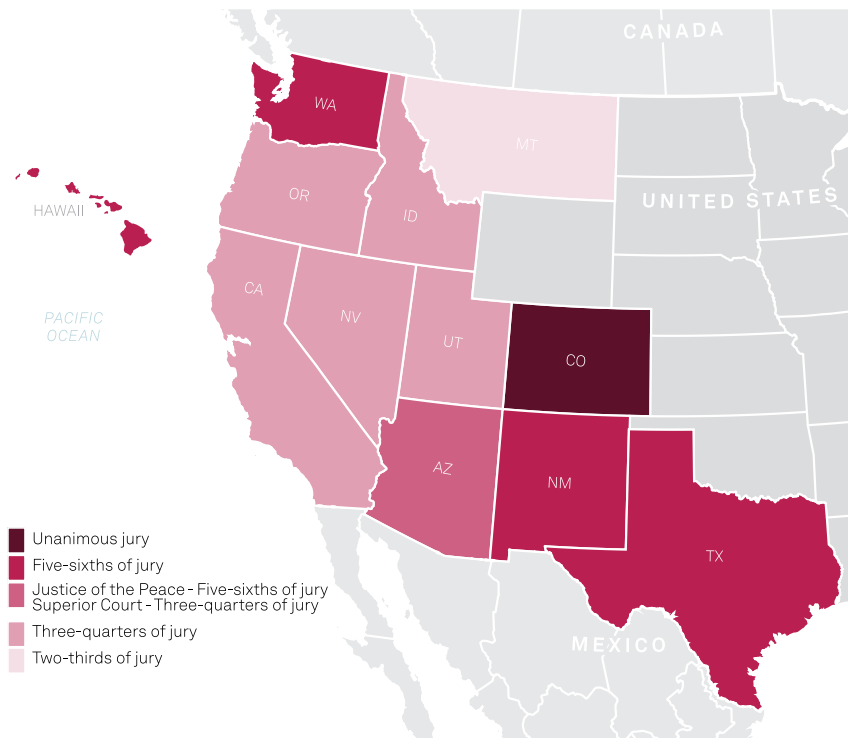 CANADA
WA
MT
OR
UNITED STATES
HAWAII
ID
CA
PACIFIC
OCEAN
NV
UT
CO
AZ
NM
TX
Unanimous jury
Five-sixths of jury
Justice of the Peace - Five-sixths of jury
Superior Court - Three-quarters of jury
Three-quarters of jury
Two-thirds of jury
MEXICO